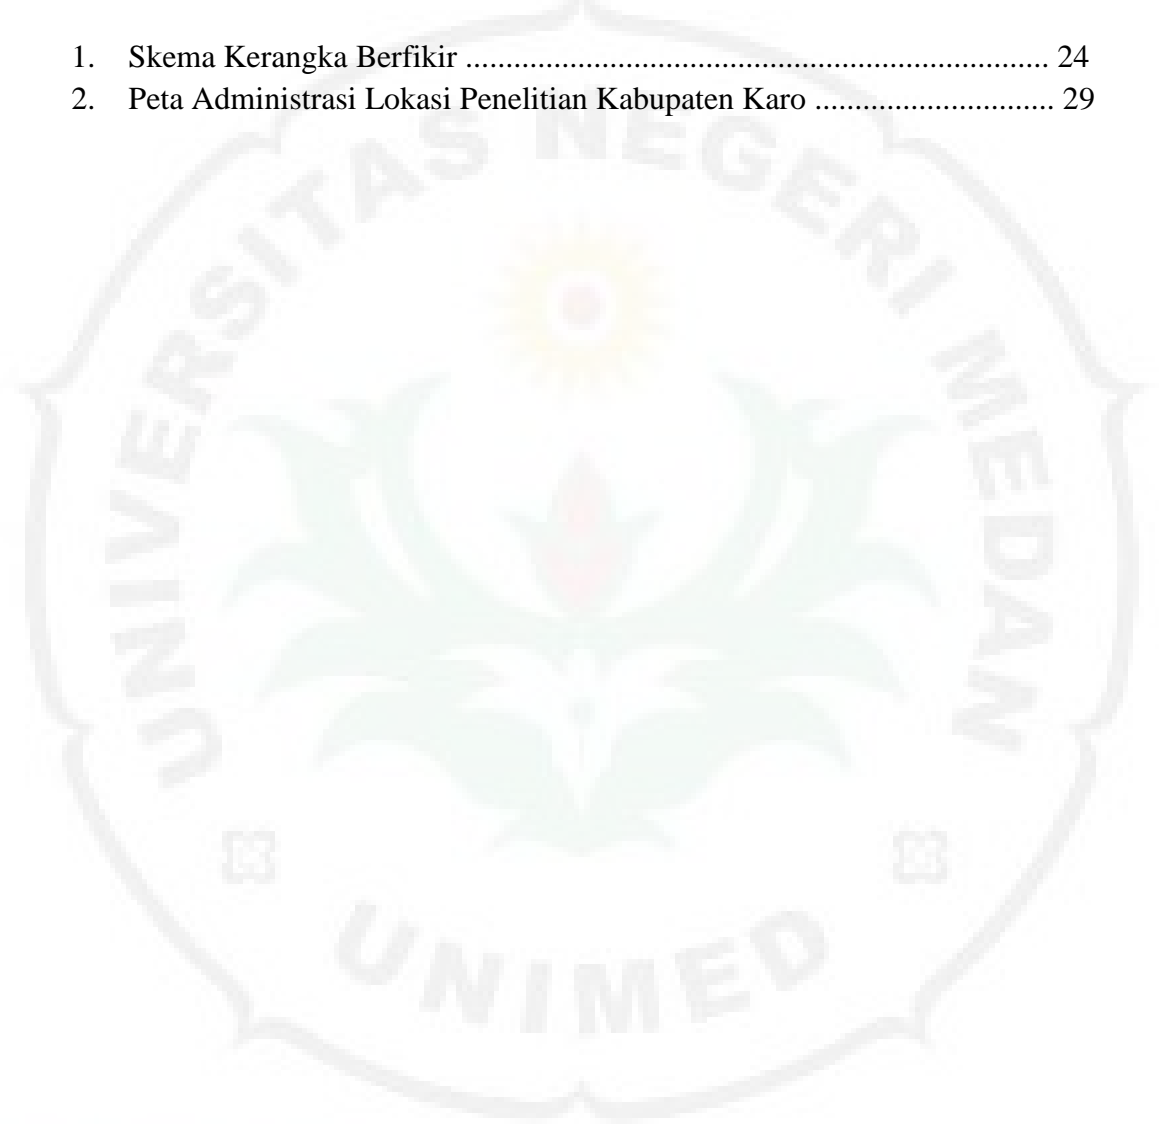 1. Skema Kerangka Berfikir ........................................................................ 24
2. Peta Administrasi Lokasi Penelitian Kabupaten Karo ............................. 29
UNIVERSITAS NEGERI MEDAN
UNIMED